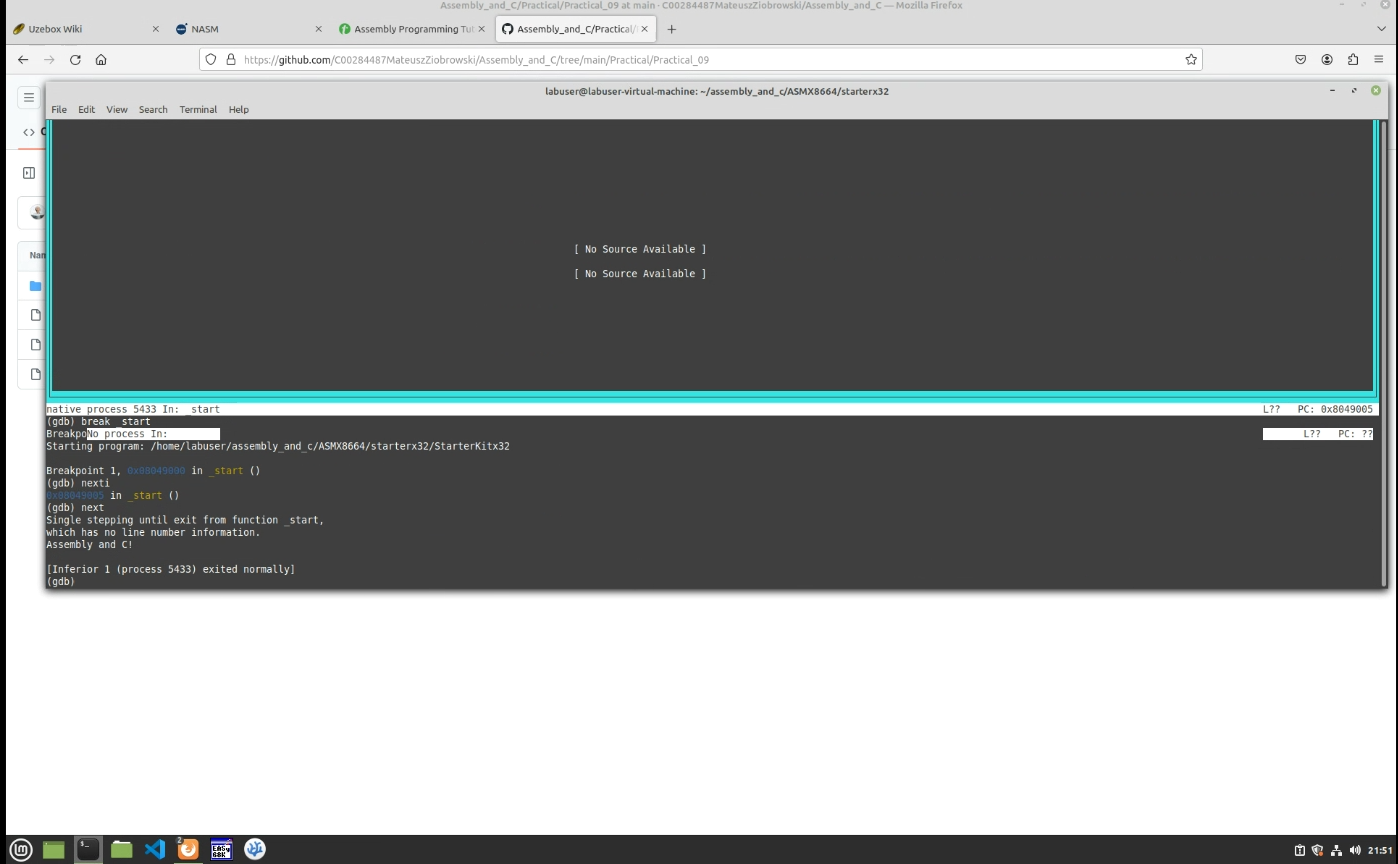 Assembly_and_C/Practical/Practical_09 at main · C00284487MateuszZiobrowski/Assembly_and_C — Mozilla Firefox
Uzebox Wiki
NASM
Assembly Programming Tut
Assembly_and_C/Practical/
https://github.com/C00284487MateuszZiobrowski/Assembly_and_C/tree/main/Practical/Practical_09
labuser@labuser-virtual-machine: ~/assembly_and_c/ASMX8664/starterx32
File Edit View Search Terminal Help
[ No Source Available ]
[ No Source Available ]
native process 5433 In: _start L?? PC: 0x8049005
(gdb) break _start
BreakpoNo process In: L?? PC: ??
Starting program: /home/labuser/assembly_and_c/ASMX8664/starterx32/StarterKitx32
Breakpoint 1, 0x08049000 in _start ()
(gdb) nexti
0x08049005 in _start ()
(gdb) next
Single stepping until exit from function _start,
which has no line number information.
Assembly and C!
[Inferior 1 (process 5433) exited normally]
(gdb)
Nam
2
EASy
68K
21:51